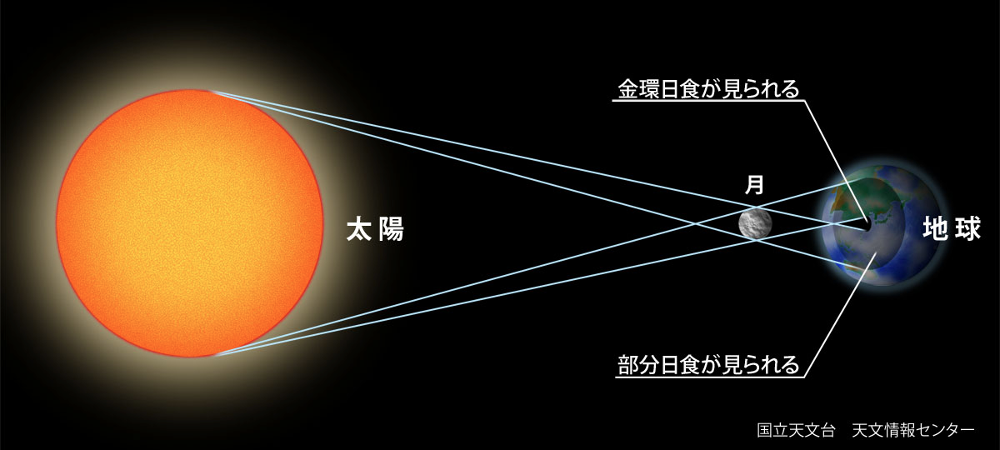 金環日食が見られる
月
太陽
地球
部分日食が見られる
国立天文台　天文情報センター